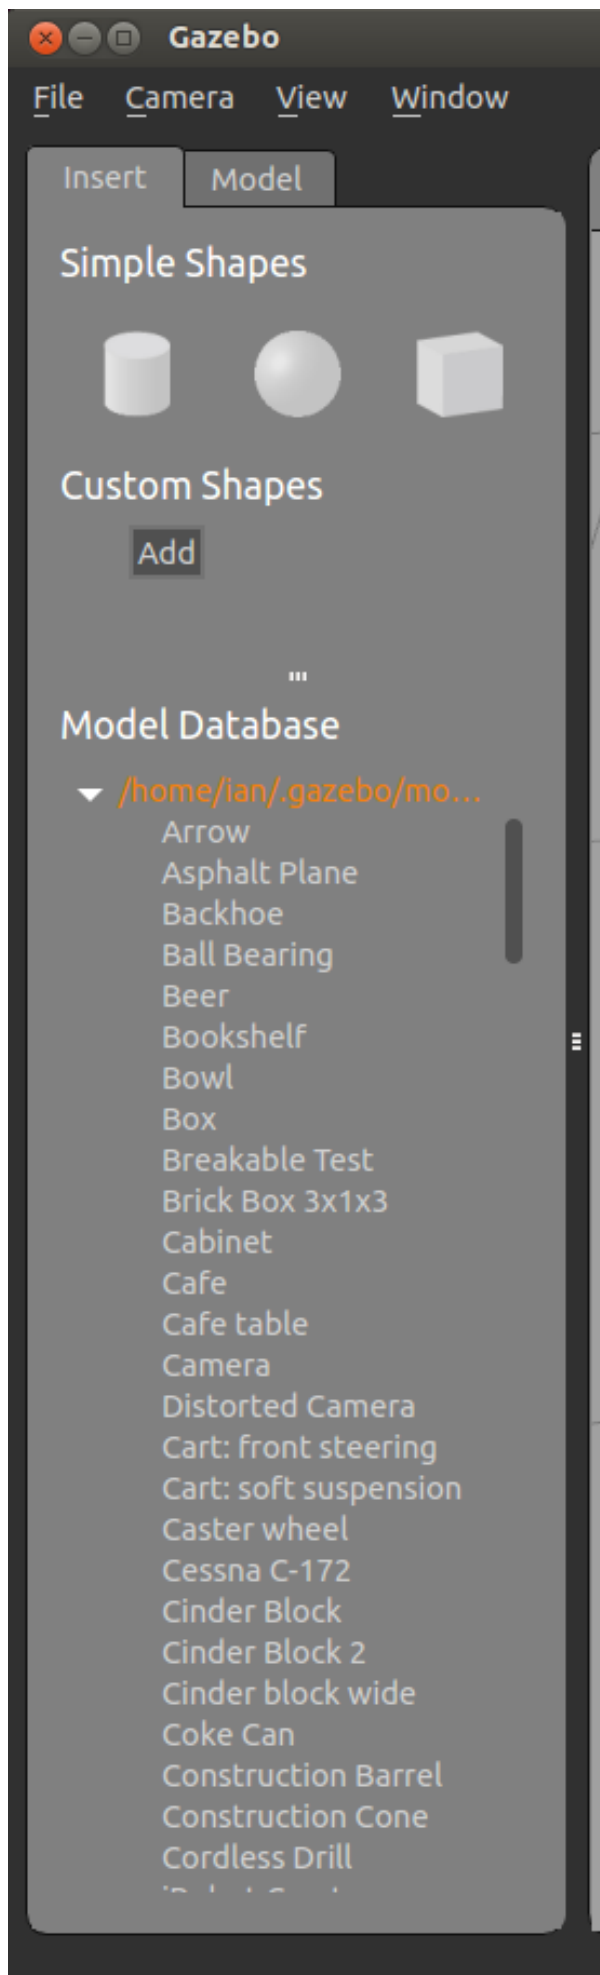 Gazebo
File Camera View Window
Insert Model
Simple Shapes
Custom Shapes
Add
Model Database
/home/ian/.gazebo/mo...
Arrow
Asphalt Plane
Backhoe
Ball Bearing
Beer
Bookshelf
Bowl
Box
Breakable Test
Brick Box 3x1x3
Cabinet
Cafe
Cafe table
Camera
Distorted Camera
Cart: front steering
Cart: soft suspension
Caster wheel
Cessna C-172
Cinder Block
Cinder Block 2
Cinder block wide
Coke Can
Construction Barrel
Construction Cone
Cordless Drill